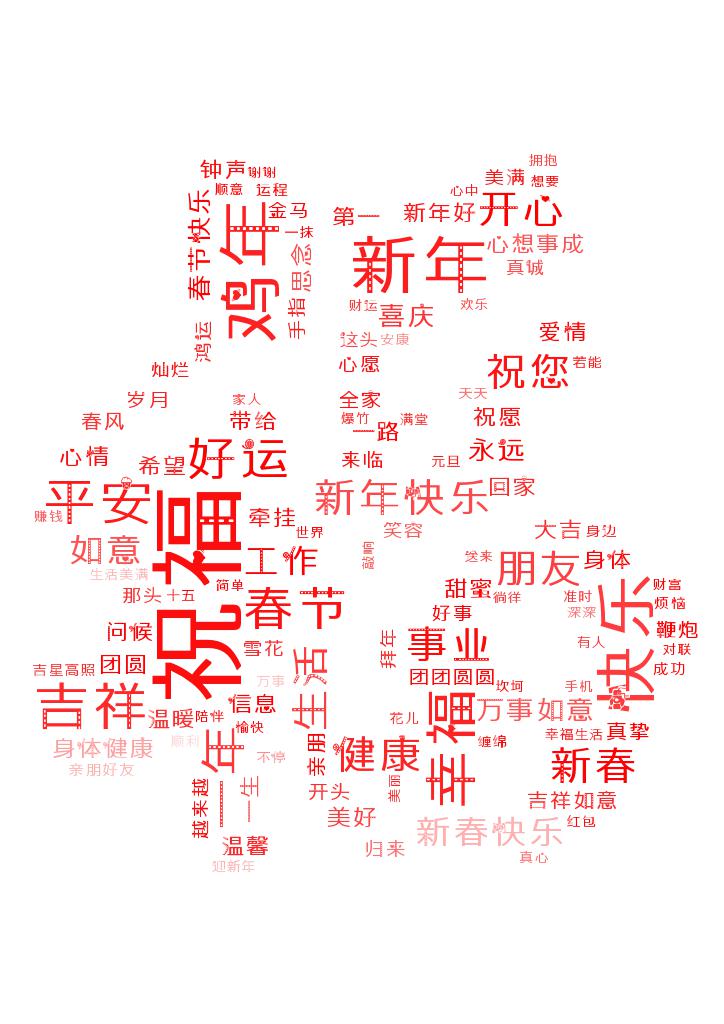 拥抱
钟声
谢谢
美满
想要
顺意
运程
心中
春节快乐
鸡年
金马
第一
新年好
开心
一抹
手指
思念
新年
心想事成
真诚
财运
喜庆
欢乐
鸿运
这头
安康
爱情
灿烂
心愿
祝您
若能
岁月
家人
全家
天天
春风
带给
爆竹
满堂
祝愿
一路
心情
希望
好运
来临
元旦
永远
平安
赚钱
新年快乐
回家
祝福
牵挂
世界
笑容
大吉
身边
如意
生活美满
工作
敲响
送来
朋友
身体
那头
十五
简单
春节
甜蜜
徜徉
准时
深深
快乐
财富
烦恼
好事
问候
雪花
拜年
事业
有人
鞭炮
对联
团圆
吉星高照
万事
生活
团团圆圆
坎坷
手机
成功
吉祥
温暖
陪伴
信息
愉快
花儿
幸福
万事如意
幸福生活
真挚
身体健康
顺利
年
不停
亲朋
健康
缠绵
新春
亲朋好友
越来越
一
一生
开头
美丽
吉祥如意
美好
新春快乐
红包
温馨
归来
迎新年
真心